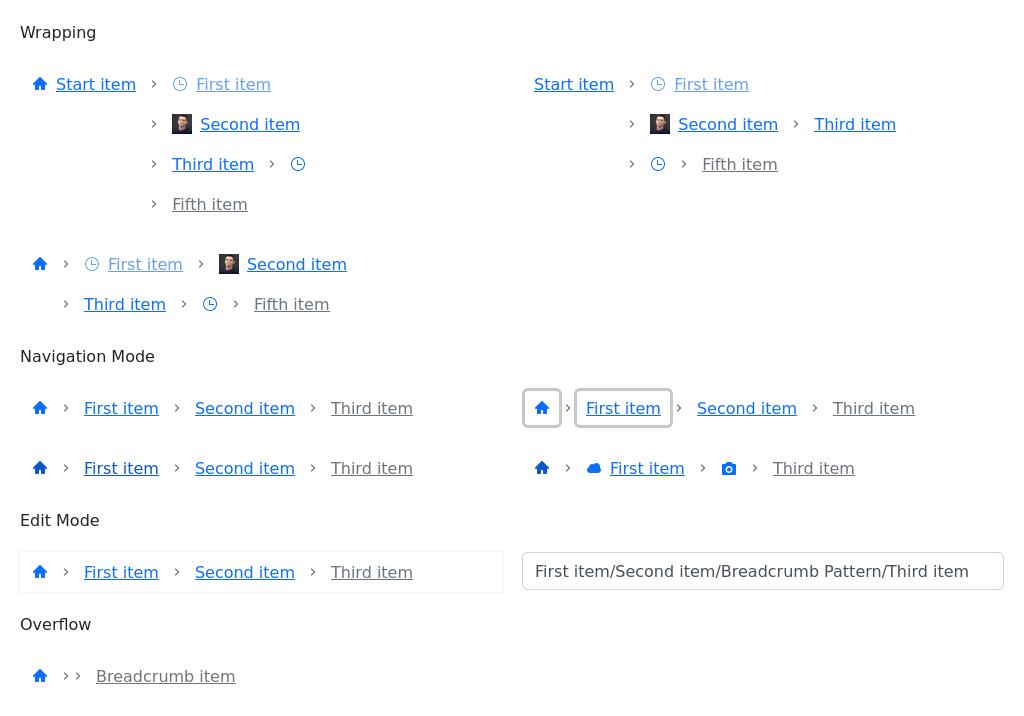 Wrapping
Start item › First item
› Second item
› Third item ›
› Fifth item
Start item › First item
› Second item › Third item
› › Fifth item
› First item › Second item
› Third item › › Fifth item
Navigation Mode
› First item › Second item › Third item
› First item › Second item › Third item
› First item › Second item › Third item
› First item › › Third item
Edit Mode
› First item › Second item › Third item
First item/Second item/Breadcrumb Pattern/Third item
Overflow
› › Breadcrumb item